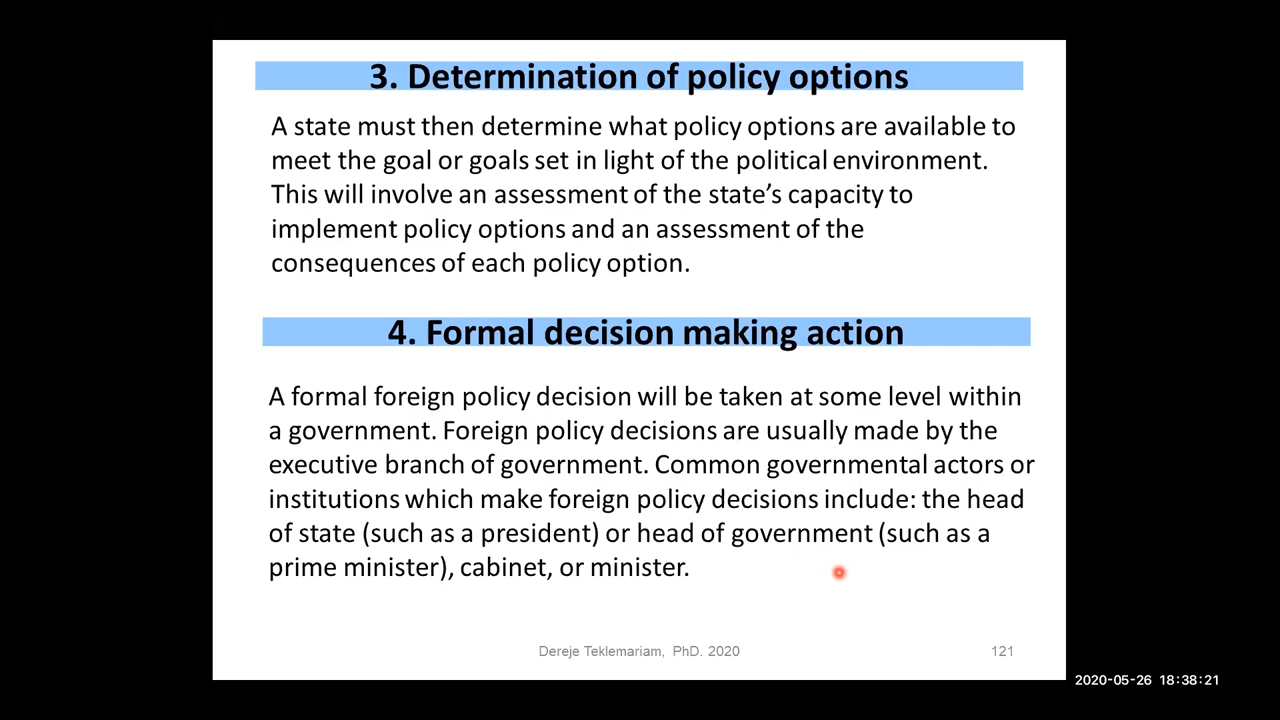 3. Determination of policy options
A state must then determine what policy options are available to
meet the goal or goals set in light of the political environment.
This will involve an assessment of the state’s capacity to
implement policy options and an assessment of the
consequences of each policy option.
4. Formal decision making action
A formal foreign policy decision will be taken at some level within
a government. Foreign policy decisions are usually made by the
executive branch of government. Common governmental actors or
institutions which make foreign policy decisions include: the head
of state (such as a president) or head of government (such as a
prime minister), cabinet, or minister.
Dereje Teklemariam, PhD. 2020
121
2020-05-26 18:38:21